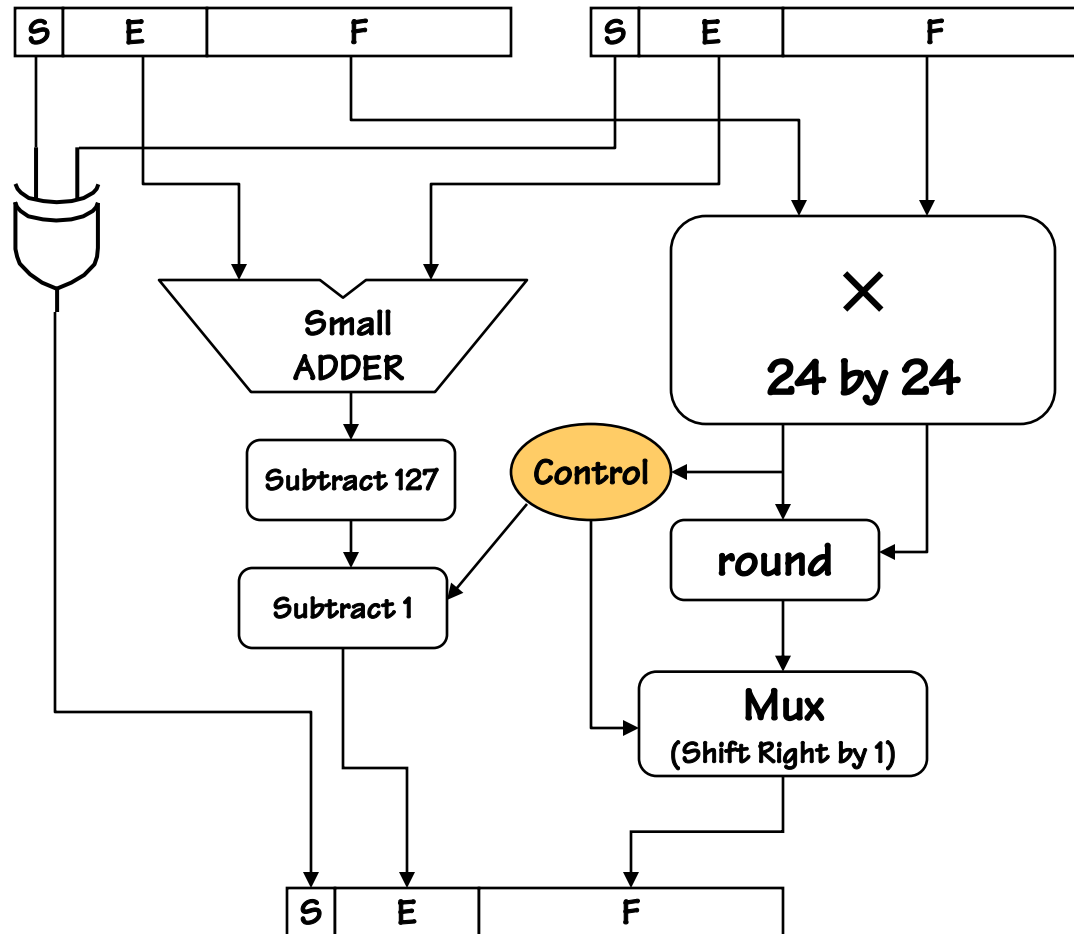 S E F
S E F
×
24 by 24
Small
ADDER
Subtract 127
Control
round
Subtract 1
Mux
(Shift Right by 1)
S E F